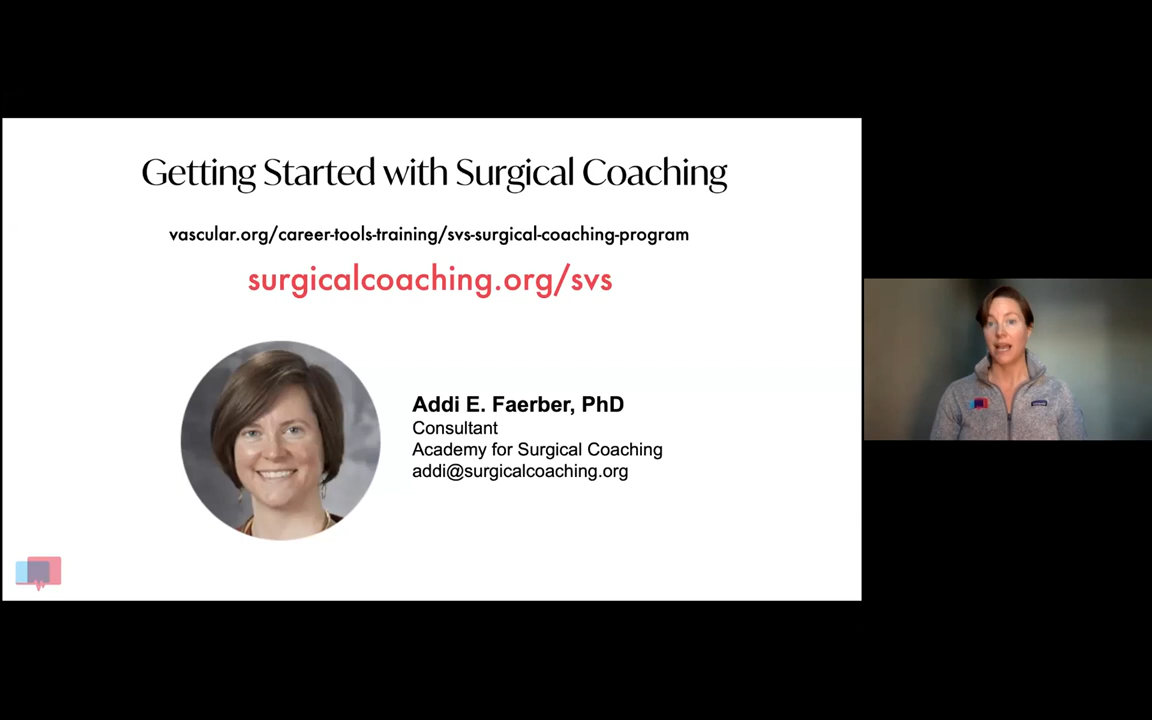 Getting Started with Surgical Coaching
vascular.org/career-tools-training/svs-surgical-coaching-program
surgicalcoaching.org/svs
Addi E. Faerber, PhD
Consultant
Academy for Surgical Coaching
addi@surgicalcoaching.org